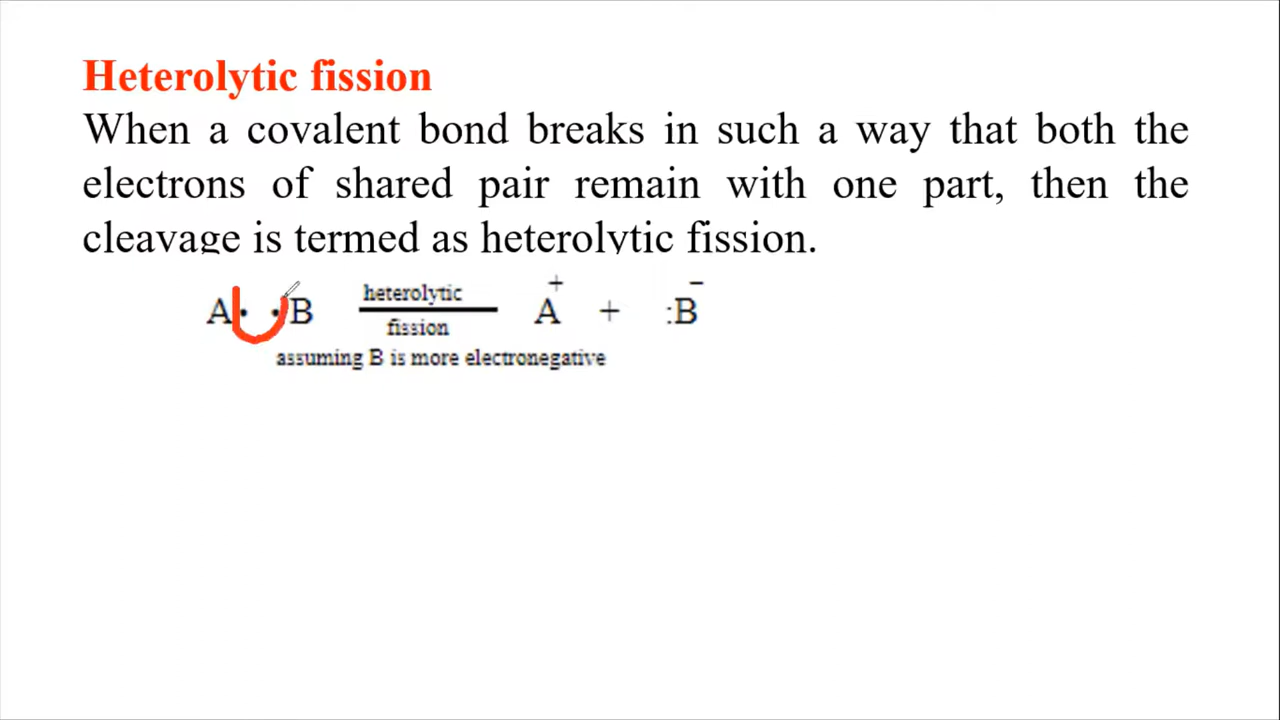 Heterolytic fission
When a covalent bond breaks in such a way that both the
electrons of shared pair remain with one part, then the
cleavage is termed as heterolytic fission.
heterolytic
A · · B A⁺ + :B⁻
fission
assuming B is more electronegative